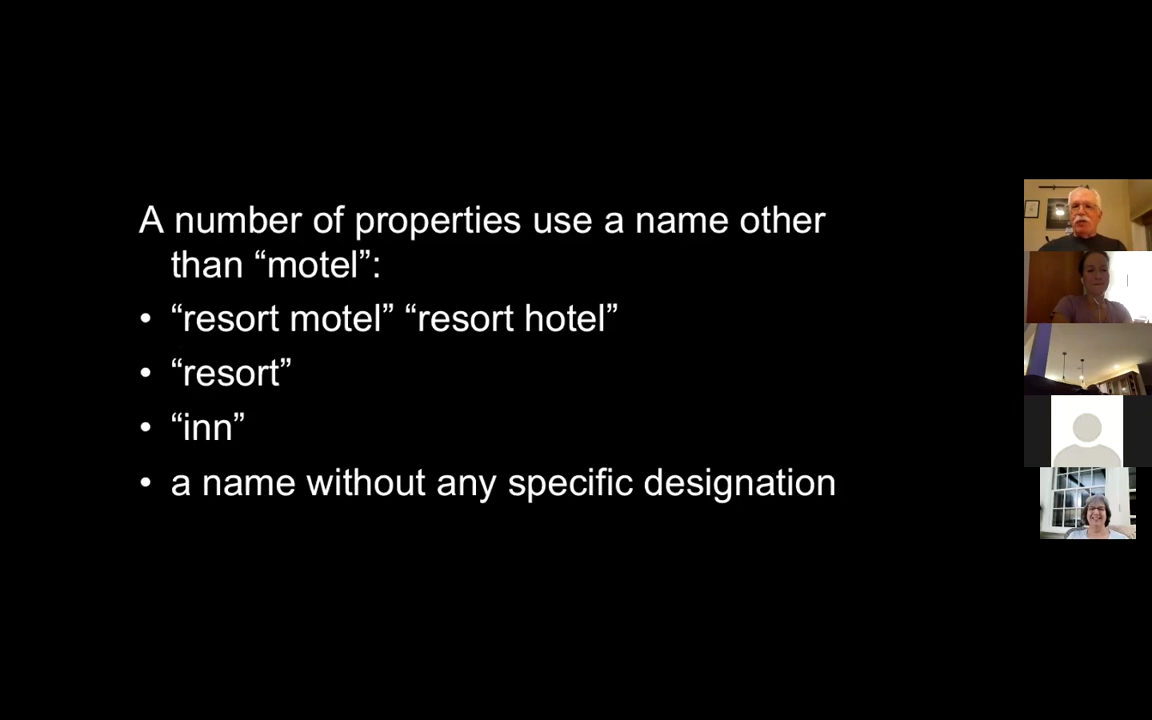 A number of properties use a name other
than “motel”:
• “resort motel” “resort hotel”
• “resort”
• “inn”
• a name without any specific designation